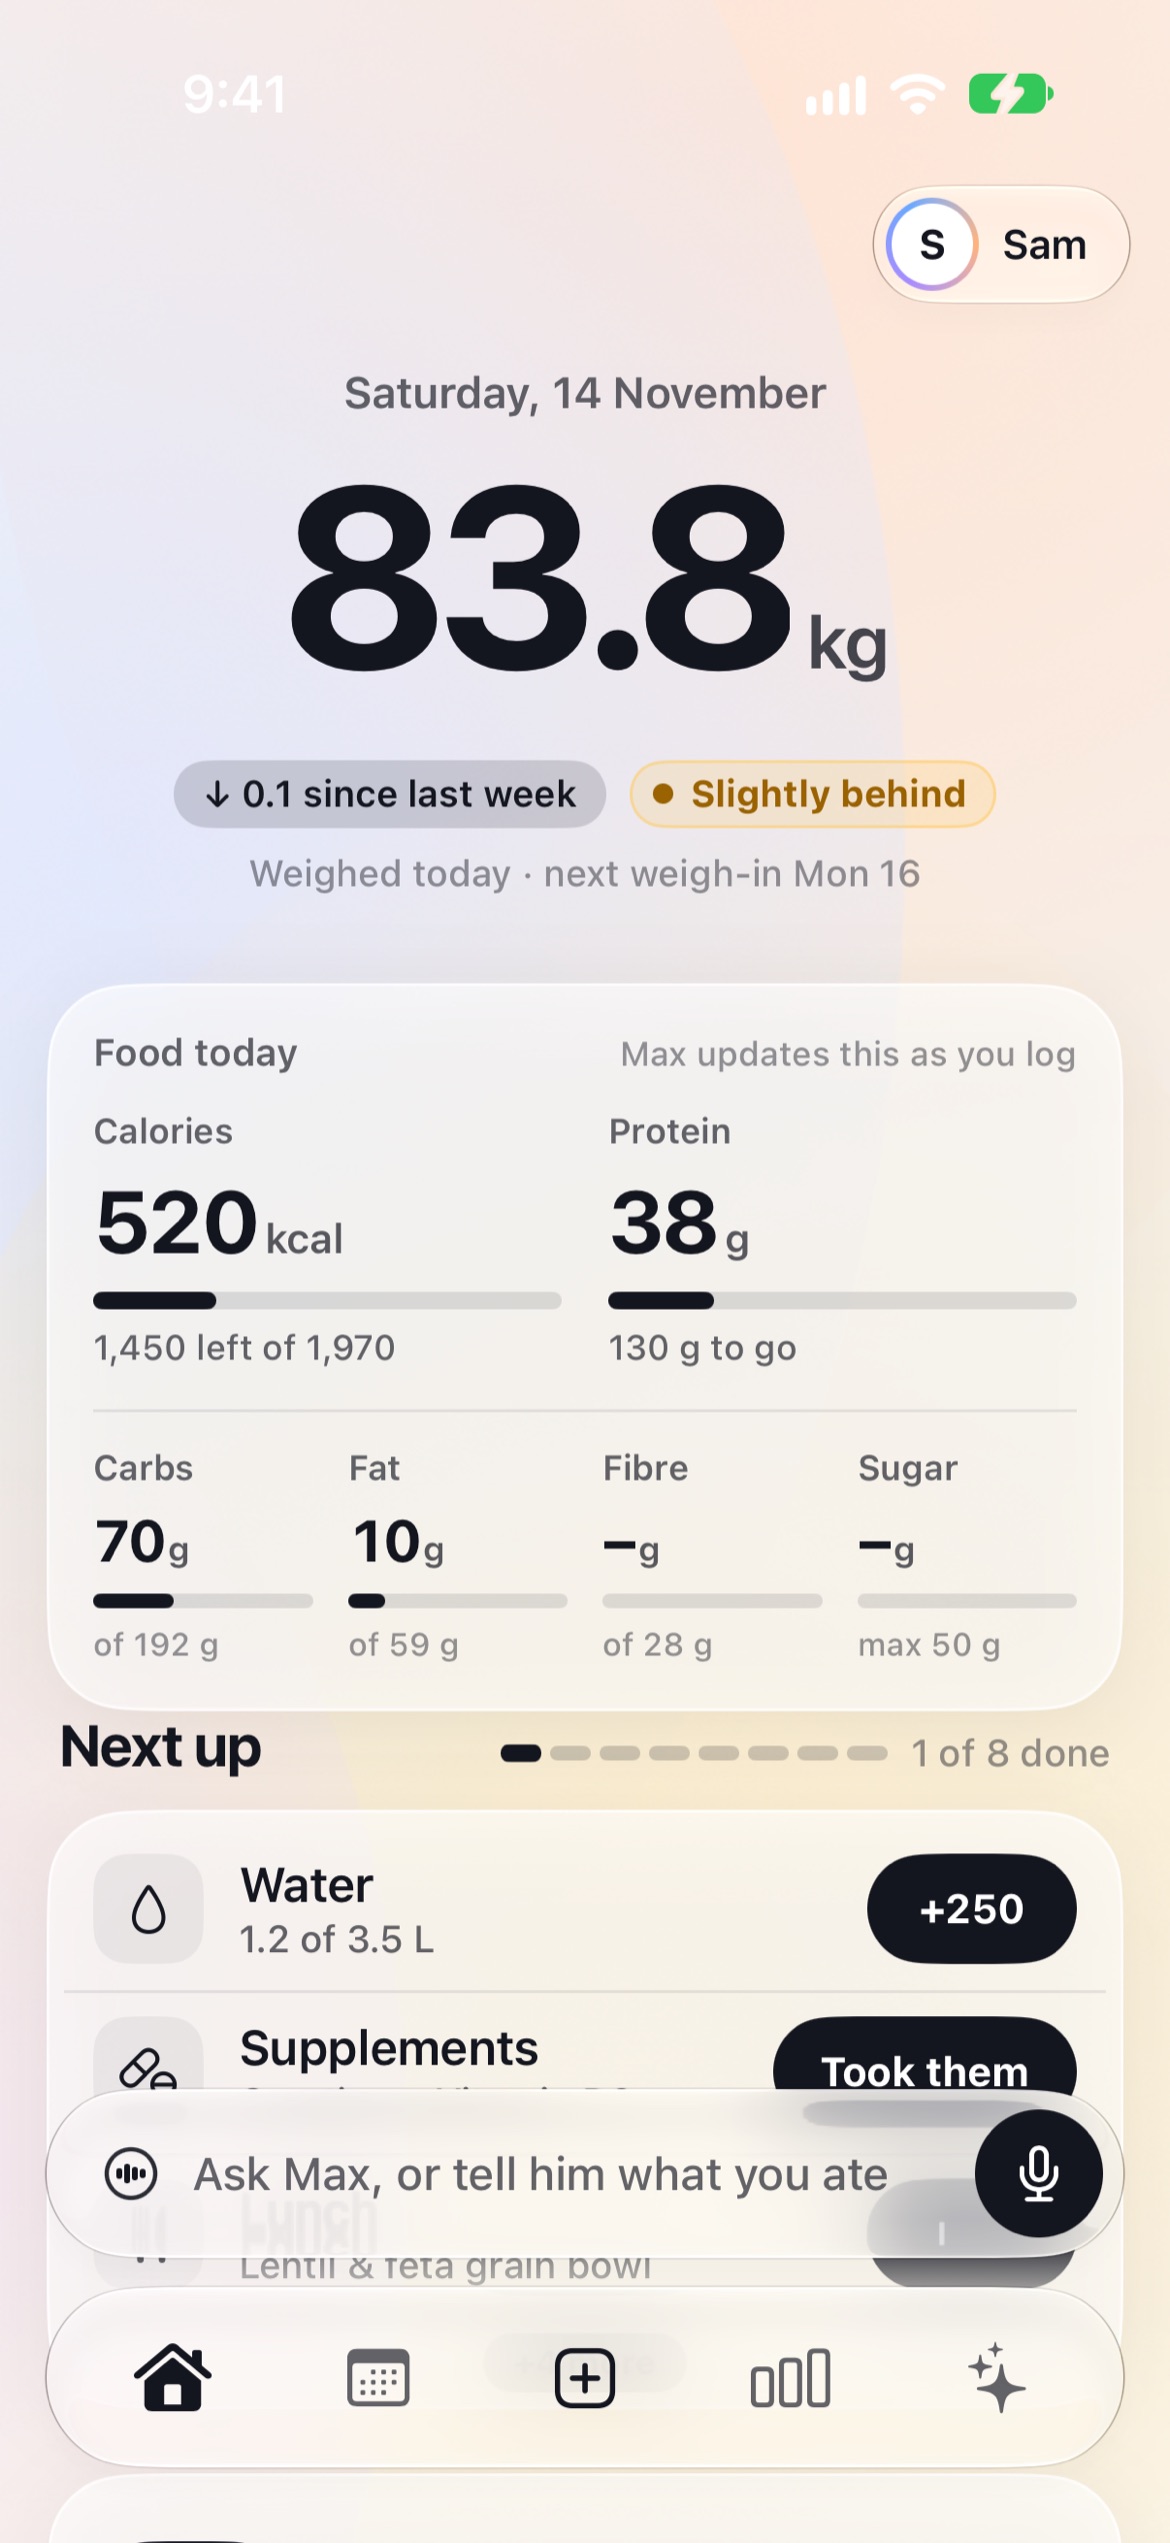 9:41
S Sam
Saturday, 14 November
83.8 kg
↓ 0.1 since last week
Slightly behind
Weighed today · next weigh-in Mon 16
Food today
Max updates this as you log
Calories
Protein
520 kcal
38 g
1,450 left of 1,970
130 g to go
Carbs
Fat
Fibre
Sugar
70g
10g
–g
–g
of 192 g
of 59 g
of 28 g
max 50 g
Next up
1 of 8 done
Water
1.2 of 3.5 L
+250
Supplements
Took them
Ask Max, or tell him what you ate
Lunch
Lentil & feta grain bowl